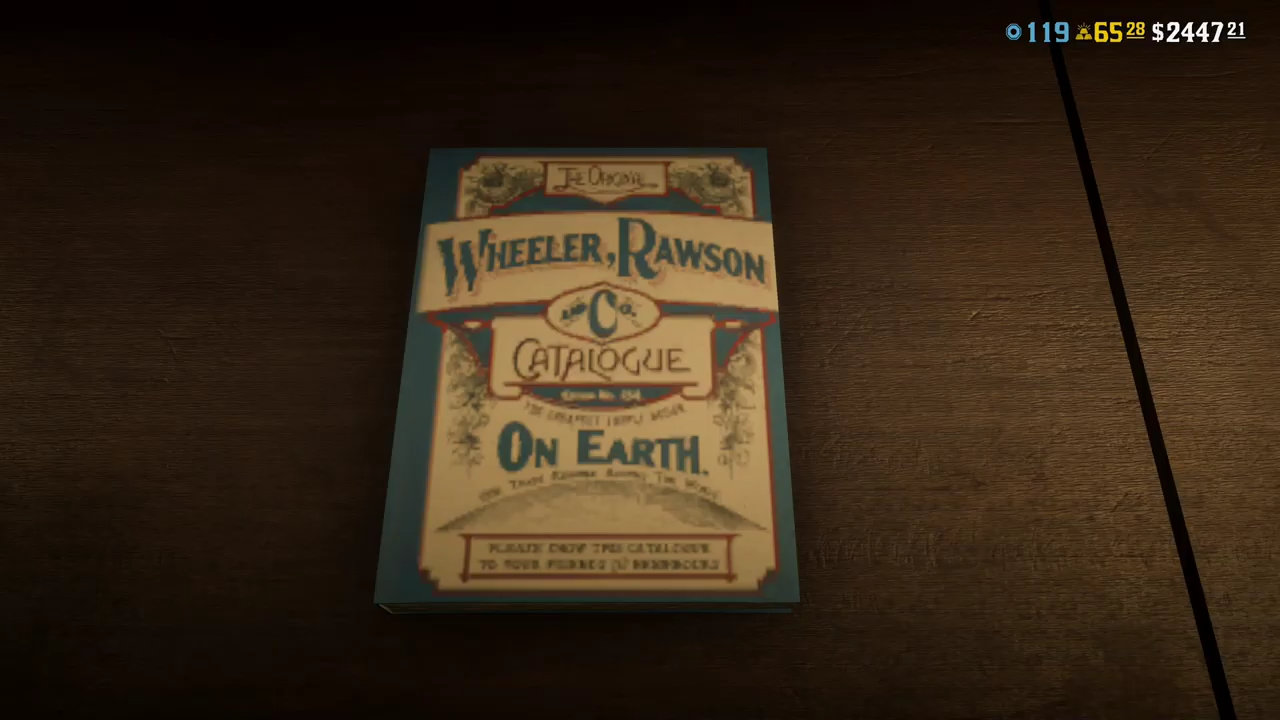 119 65 28 $2447 21
THE ORIGINAL
WHEELER, RAWSON
AND Co.
CATALOGUE
ON EARTH.
PLEASE SHOW THIS CATALOGUE
TO YOUR FRIENDS & NEIGHBOURS